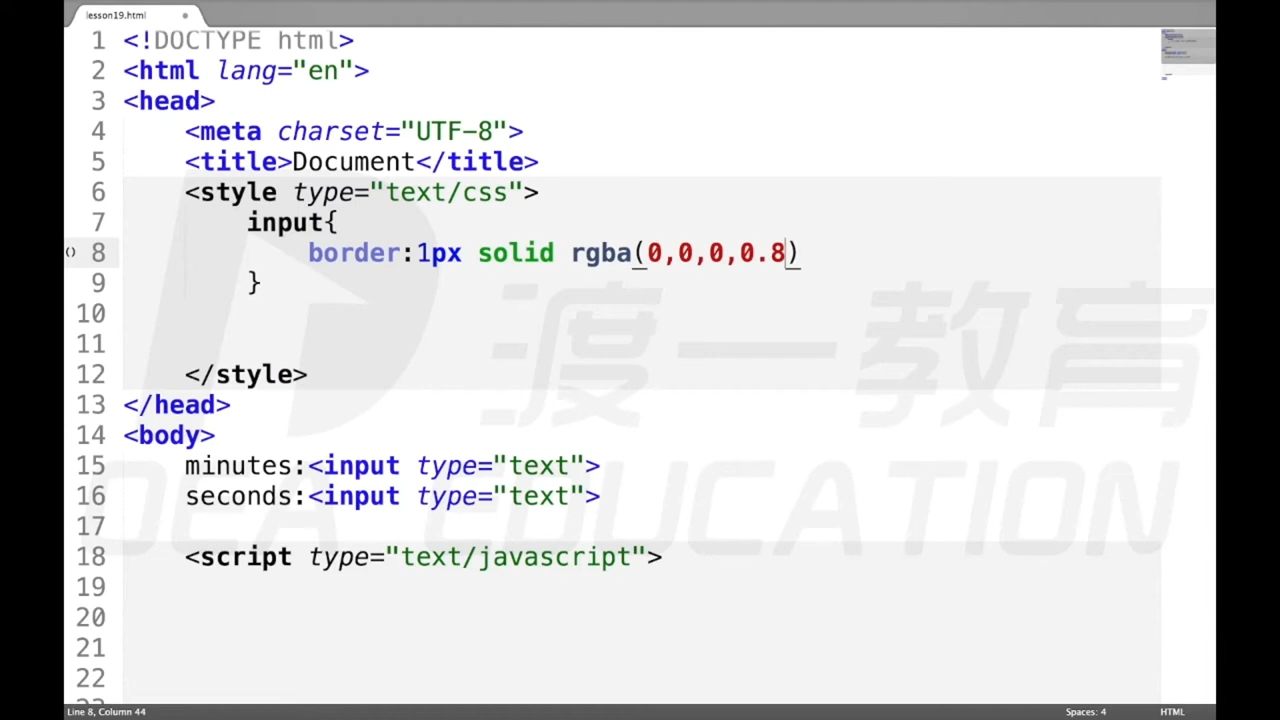 lesson19.html
1 <!DOCTYPE html>
2 <html lang="en">
3 <head>
4 <meta charset="UTF-8">
5 <title>Document</title>
6 <style type="text/css">
7 input{
() 8 border:1px solid rgba(0,0,0,0.8)
9 }
10
11
12 </style>
13 </head>
14 <body>
15 minutes:<input type="text">
16 seconds:<input type="text">
17
18 <script type="text/javascript">
19
20
21
22
23
渡一教育
EDUCATION
Line 8, Column 44
Spaces: 4
HTML